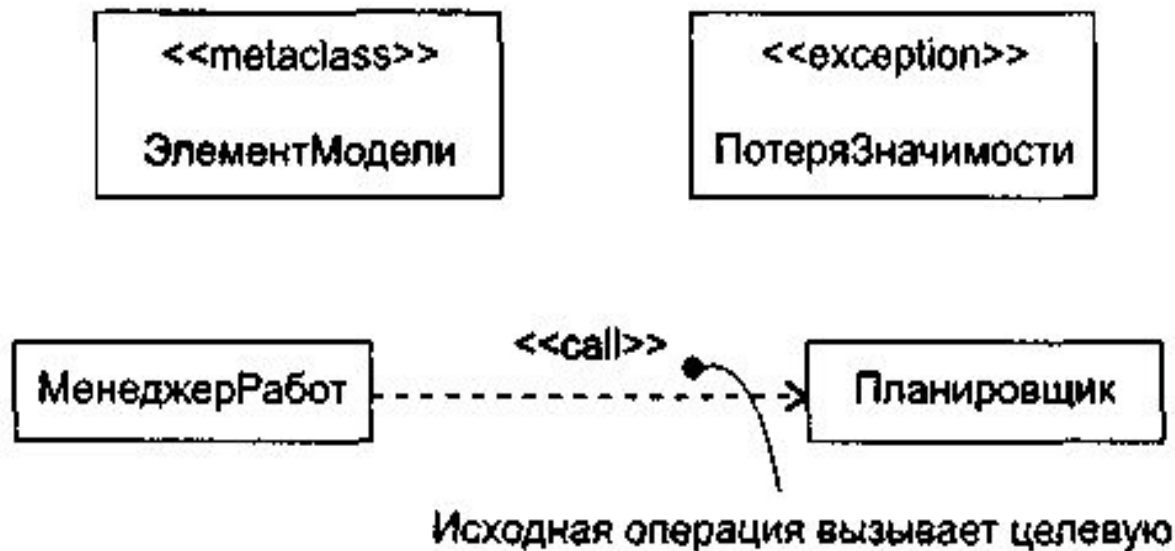 <<metaclass>>
ЭлементМодели
<<exception>>
ПотеряЗначимости
<<call>>
МенеджерРабот
Планировщик
Исходная операция вызывает целевую